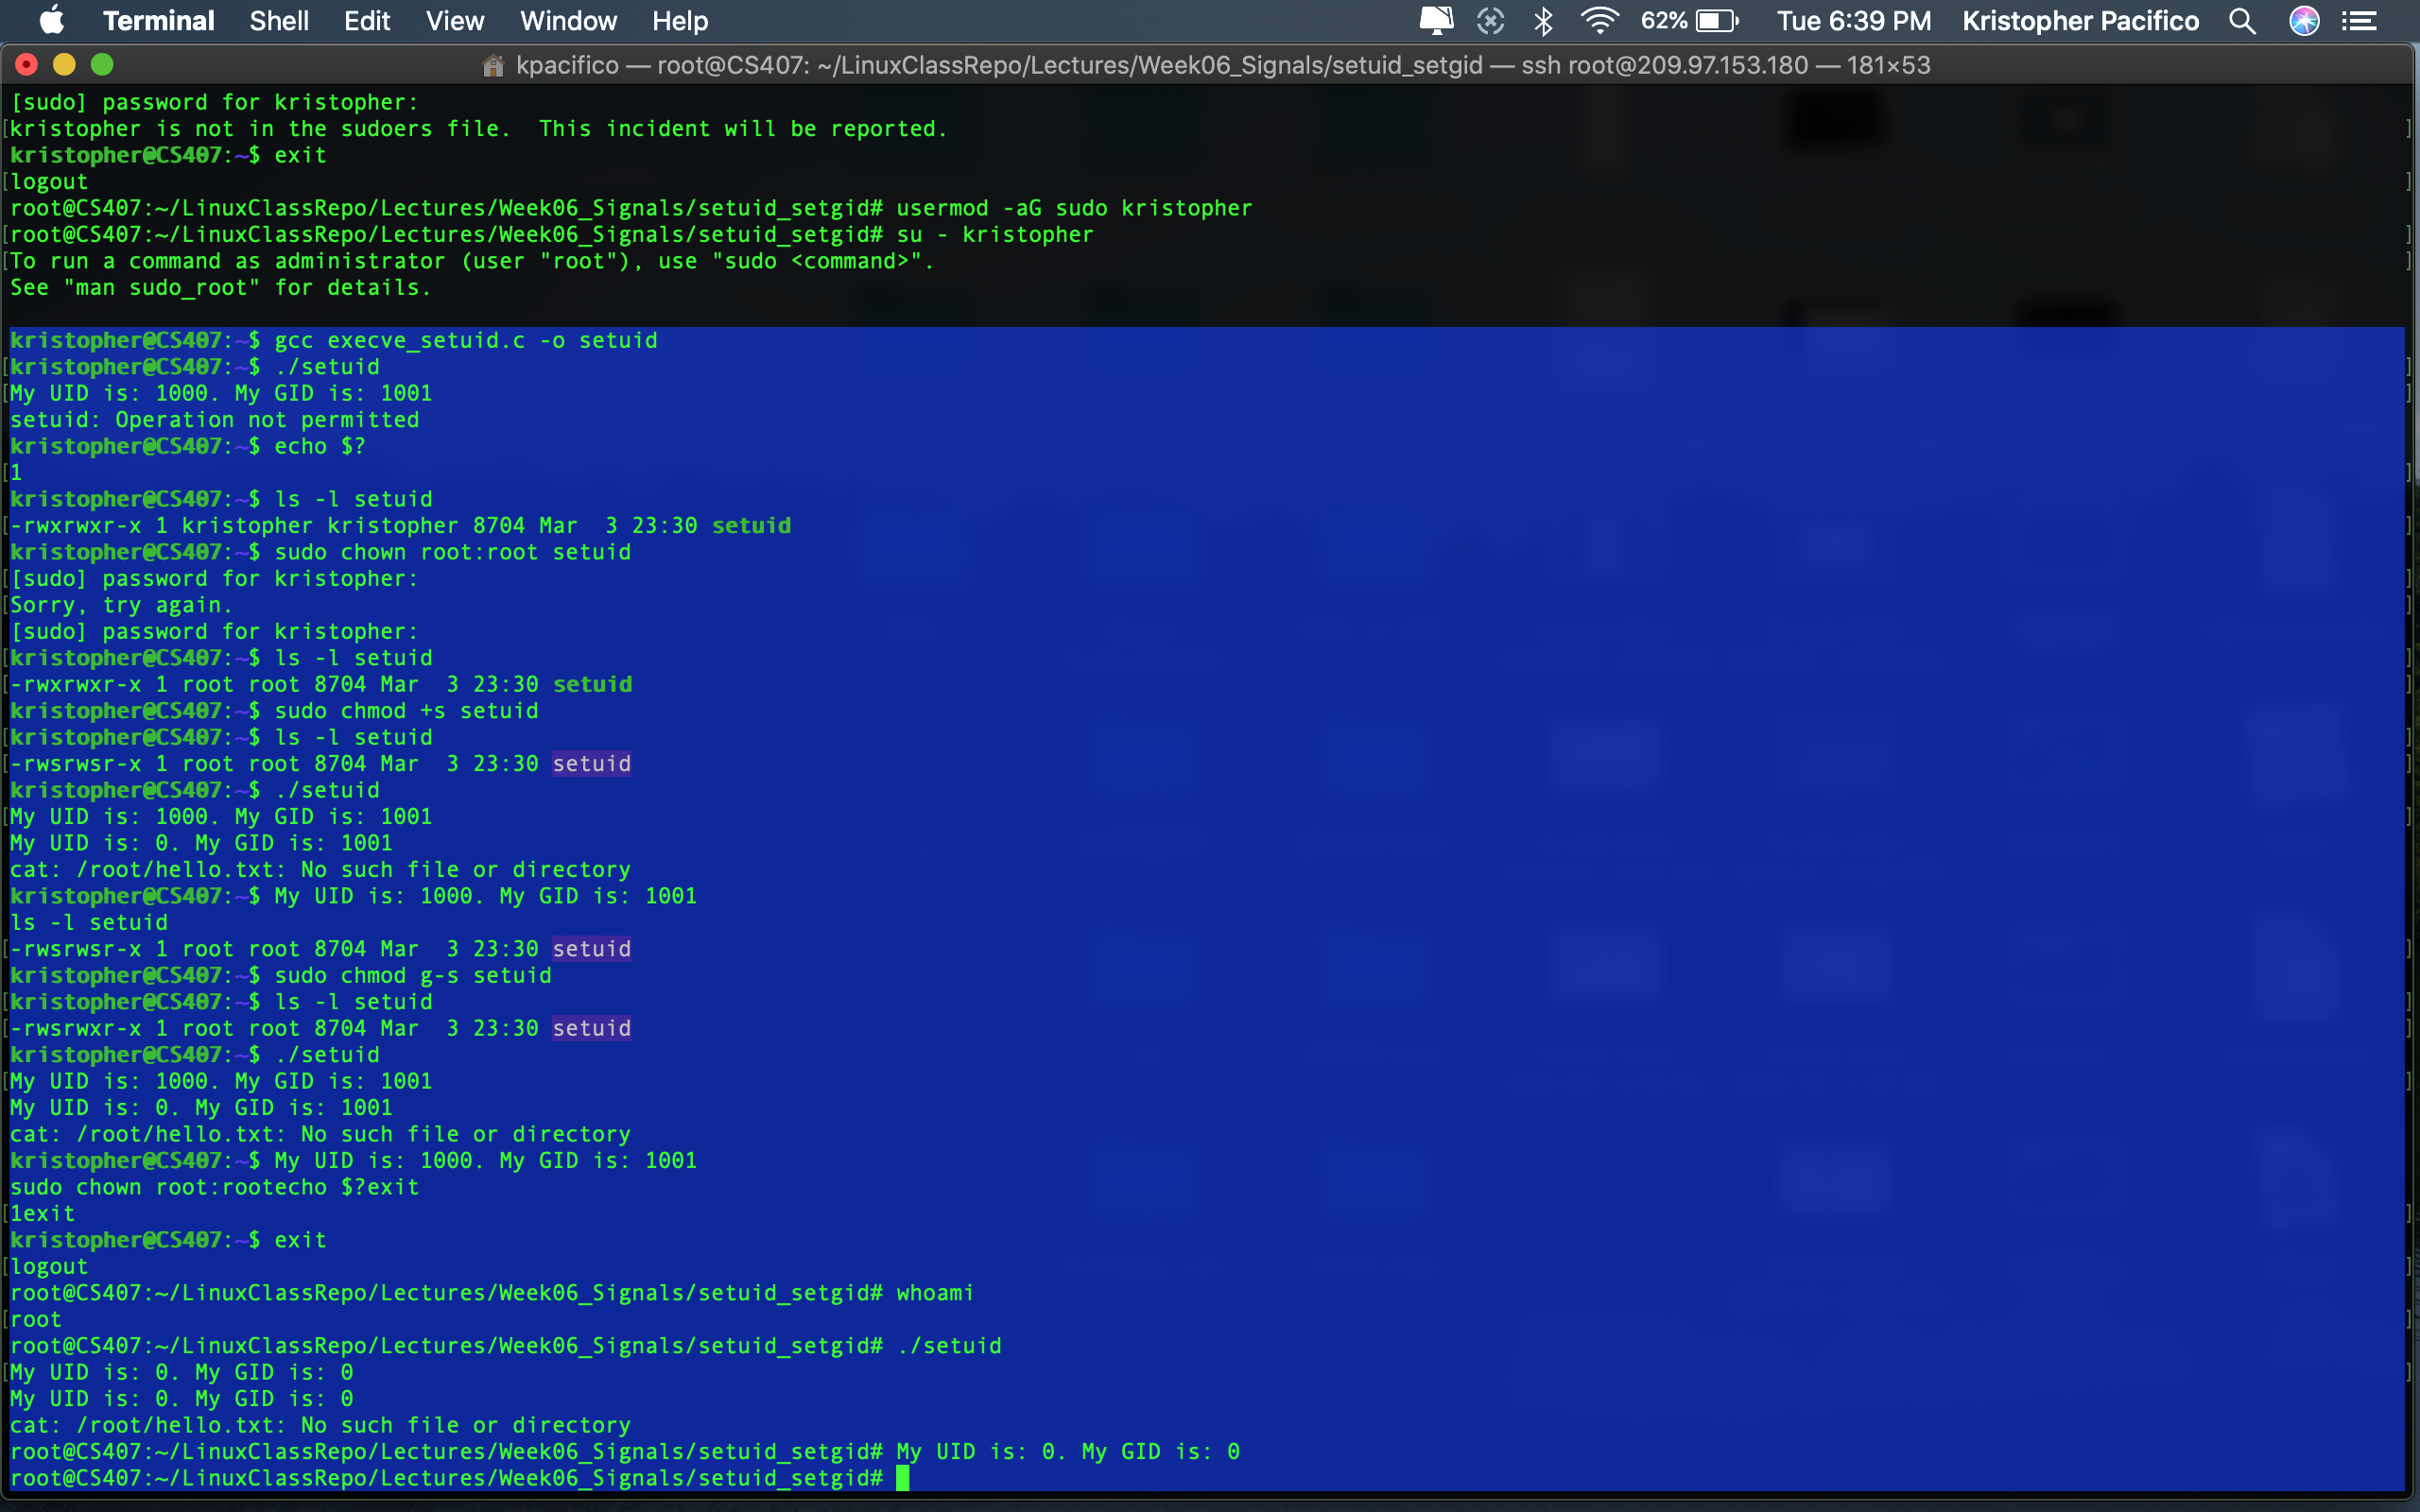 Terminal Shell Edit View Window Help 62% Tue 6:39 PM Kristopher Pacifico
kpacifico — root@CS407: ~/LinuxClassRepo/Lectures/Week06_Signals/setuid_setgid — ssh root@209.97.153.180 — 181×53
[sudo] password for kristopher:
kristopher is not in the sudoers file.  This incident will be reported.
kristopher@CS407:~$ exit
logout
root@CS407:~/LinuxClassRepo/Lectures/Week06_Signals/setuid_setgid# usermod -aG sudo kristopher
root@CS407:~/LinuxClassRepo/Lectures/Week06_Signals/setuid_setgid# su - kristopher
To run a command as administrator (user "root"), use "sudo <command>".
See "man sudo_root" for details.
kristopher@CS407:~$ gcc execve_setuid.c -o setuid
kristopher@CS407:~$ ./setuid
My UID is: 1000. My GID is: 1001
setuid: Operation not permitted
kristopher@CS407:~$ echo $?
1
kristopher@CS407:~$ ls -l setuid
-rwxrwxr-x 1 kristopher kristopher 8704 Mar  3 23:30 setuid
kristopher@CS407:~$ sudo chown root:root setuid
[sudo] password for kristopher:
Sorry, try again.
[sudo] password for kristopher:
kristopher@CS407:~$ ls -l setuid
-rwxrwxr-x 1 root root 8704 Mar  3 23:30 setuid
kristopher@CS407:~$ sudo chmod +s setuid
kristopher@CS407:~$ ls -l setuid
-rwsrwsr-x 1 root root 8704 Mar  3 23:30 setuid
kristopher@CS407:~$ ./setuid
My UID is: 1000. My GID is: 1001
My UID is: 0. My GID is: 1001
cat: /root/hello.txt: No such file or directory
kristopher@CS407:~$ My UID is: 1000. My GID is: 1001
ls -l setuid
-rwsrwsr-x 1 root root 8704 Mar  3 23:30 setuid
kristopher@CS407:~$ sudo chmod g-s setuid
kristopher@CS407:~$ ls -l setuid
-rwsrwxr-x 1 root root 8704 Mar  3 23:30 setuid
kristopher@CS407:~$ ./setuid
My UID is: 1000. My GID is: 1001
My UID is: 0. My GID is: 1001
cat: /root/hello.txt: No such file or directory
kristopher@CS407:~$ My UID is: 1000. My GID is: 1001
sudo chown root:rootecho $?exit
1exit
kristopher@CS407:~$ exit
logout
root@CS407:~/LinuxClassRepo/Lectures/Week06_Signals/setuid_setgid# whoami
root
root@CS407:~/LinuxClassRepo/Lectures/Week06_Signals/setuid_setgid# ./setuid
My UID is: 0. My GID is: 0
My UID is: 0. My GID is: 0
cat: /root/hello.txt: No such file or directory
root@CS407:~/LinuxClassRepo/Lectures/Week06_Signals/setuid_setgid# My UID is: 0. My GID is: 0
root@CS407:~/LinuxClassRepo/Lectures/Week06_Signals/setuid_setgid#